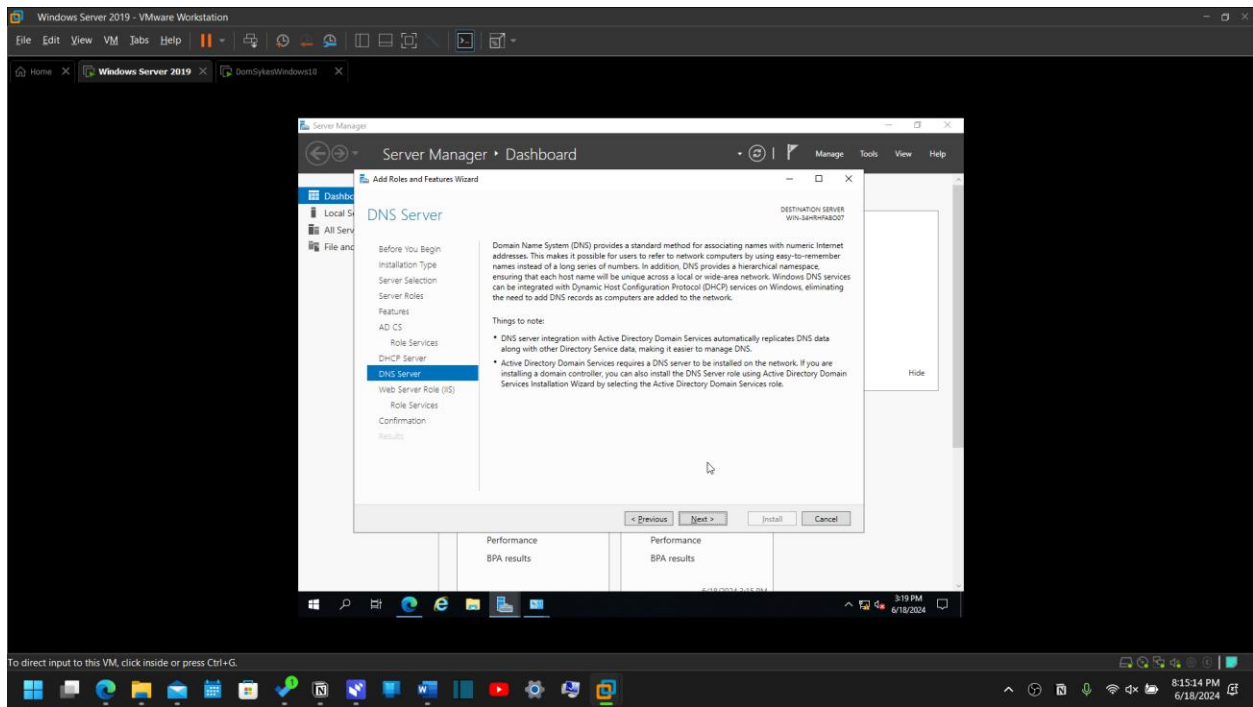 Windows Server 2019 - VMware Workstation
File Edit View VM Tabs Help
Home Windows Server 2019 DomSykesWindows10
Server Manager
Server Manager Dashboard
Manage Tools View Help
Add Roles and Features Wizard
DNS Server
DESTINATION SERVER
Dashbo
Local Se
All Serv
File and
Before You Begin
Installation Type
Server Selection
Server Roles
Features
AD CS
Role Services
DHCP Server
DNS Server
Web Server Role (IIS)
Role Services
Confirmation
Results
Domain Name System (DNS) provides a standard method for associating names with numeric Internet
addresses. This makes it possible for users to refer to network computers by using easy-to-remember
names instead of a long series of numbers. In addition, DNS provides a hierarchical namespace,
ensuring that each host name will be unique across a local or wide-area network. Windows DNS services
can be integrated with Dynamic Host Configuration Protocol (DHCP) services on Windows, eliminating
the need to add DNS records as computers are added to the network.
Things to note:
• DNS server integration with Active Directory Domain Services automatically replicates DNS data
along with other Directory Service data, making it easier to manage DNS.
• Active Directory Domain Services requires a DNS server to be installed on the network. If you are
installing a domain controller, you can also install the DNS Server role using Active Directory Domain
Services Installation Wizard by selecting the Active Directory Domain Services role.
Hide
< Previous Next > Install Cancel
Performance Performance
BPA results BPA results
3:19 PM
6/18/2024
To direct input to this VM, click inside or press Ctrl+G.
8:15:14 PM
6/18/2024